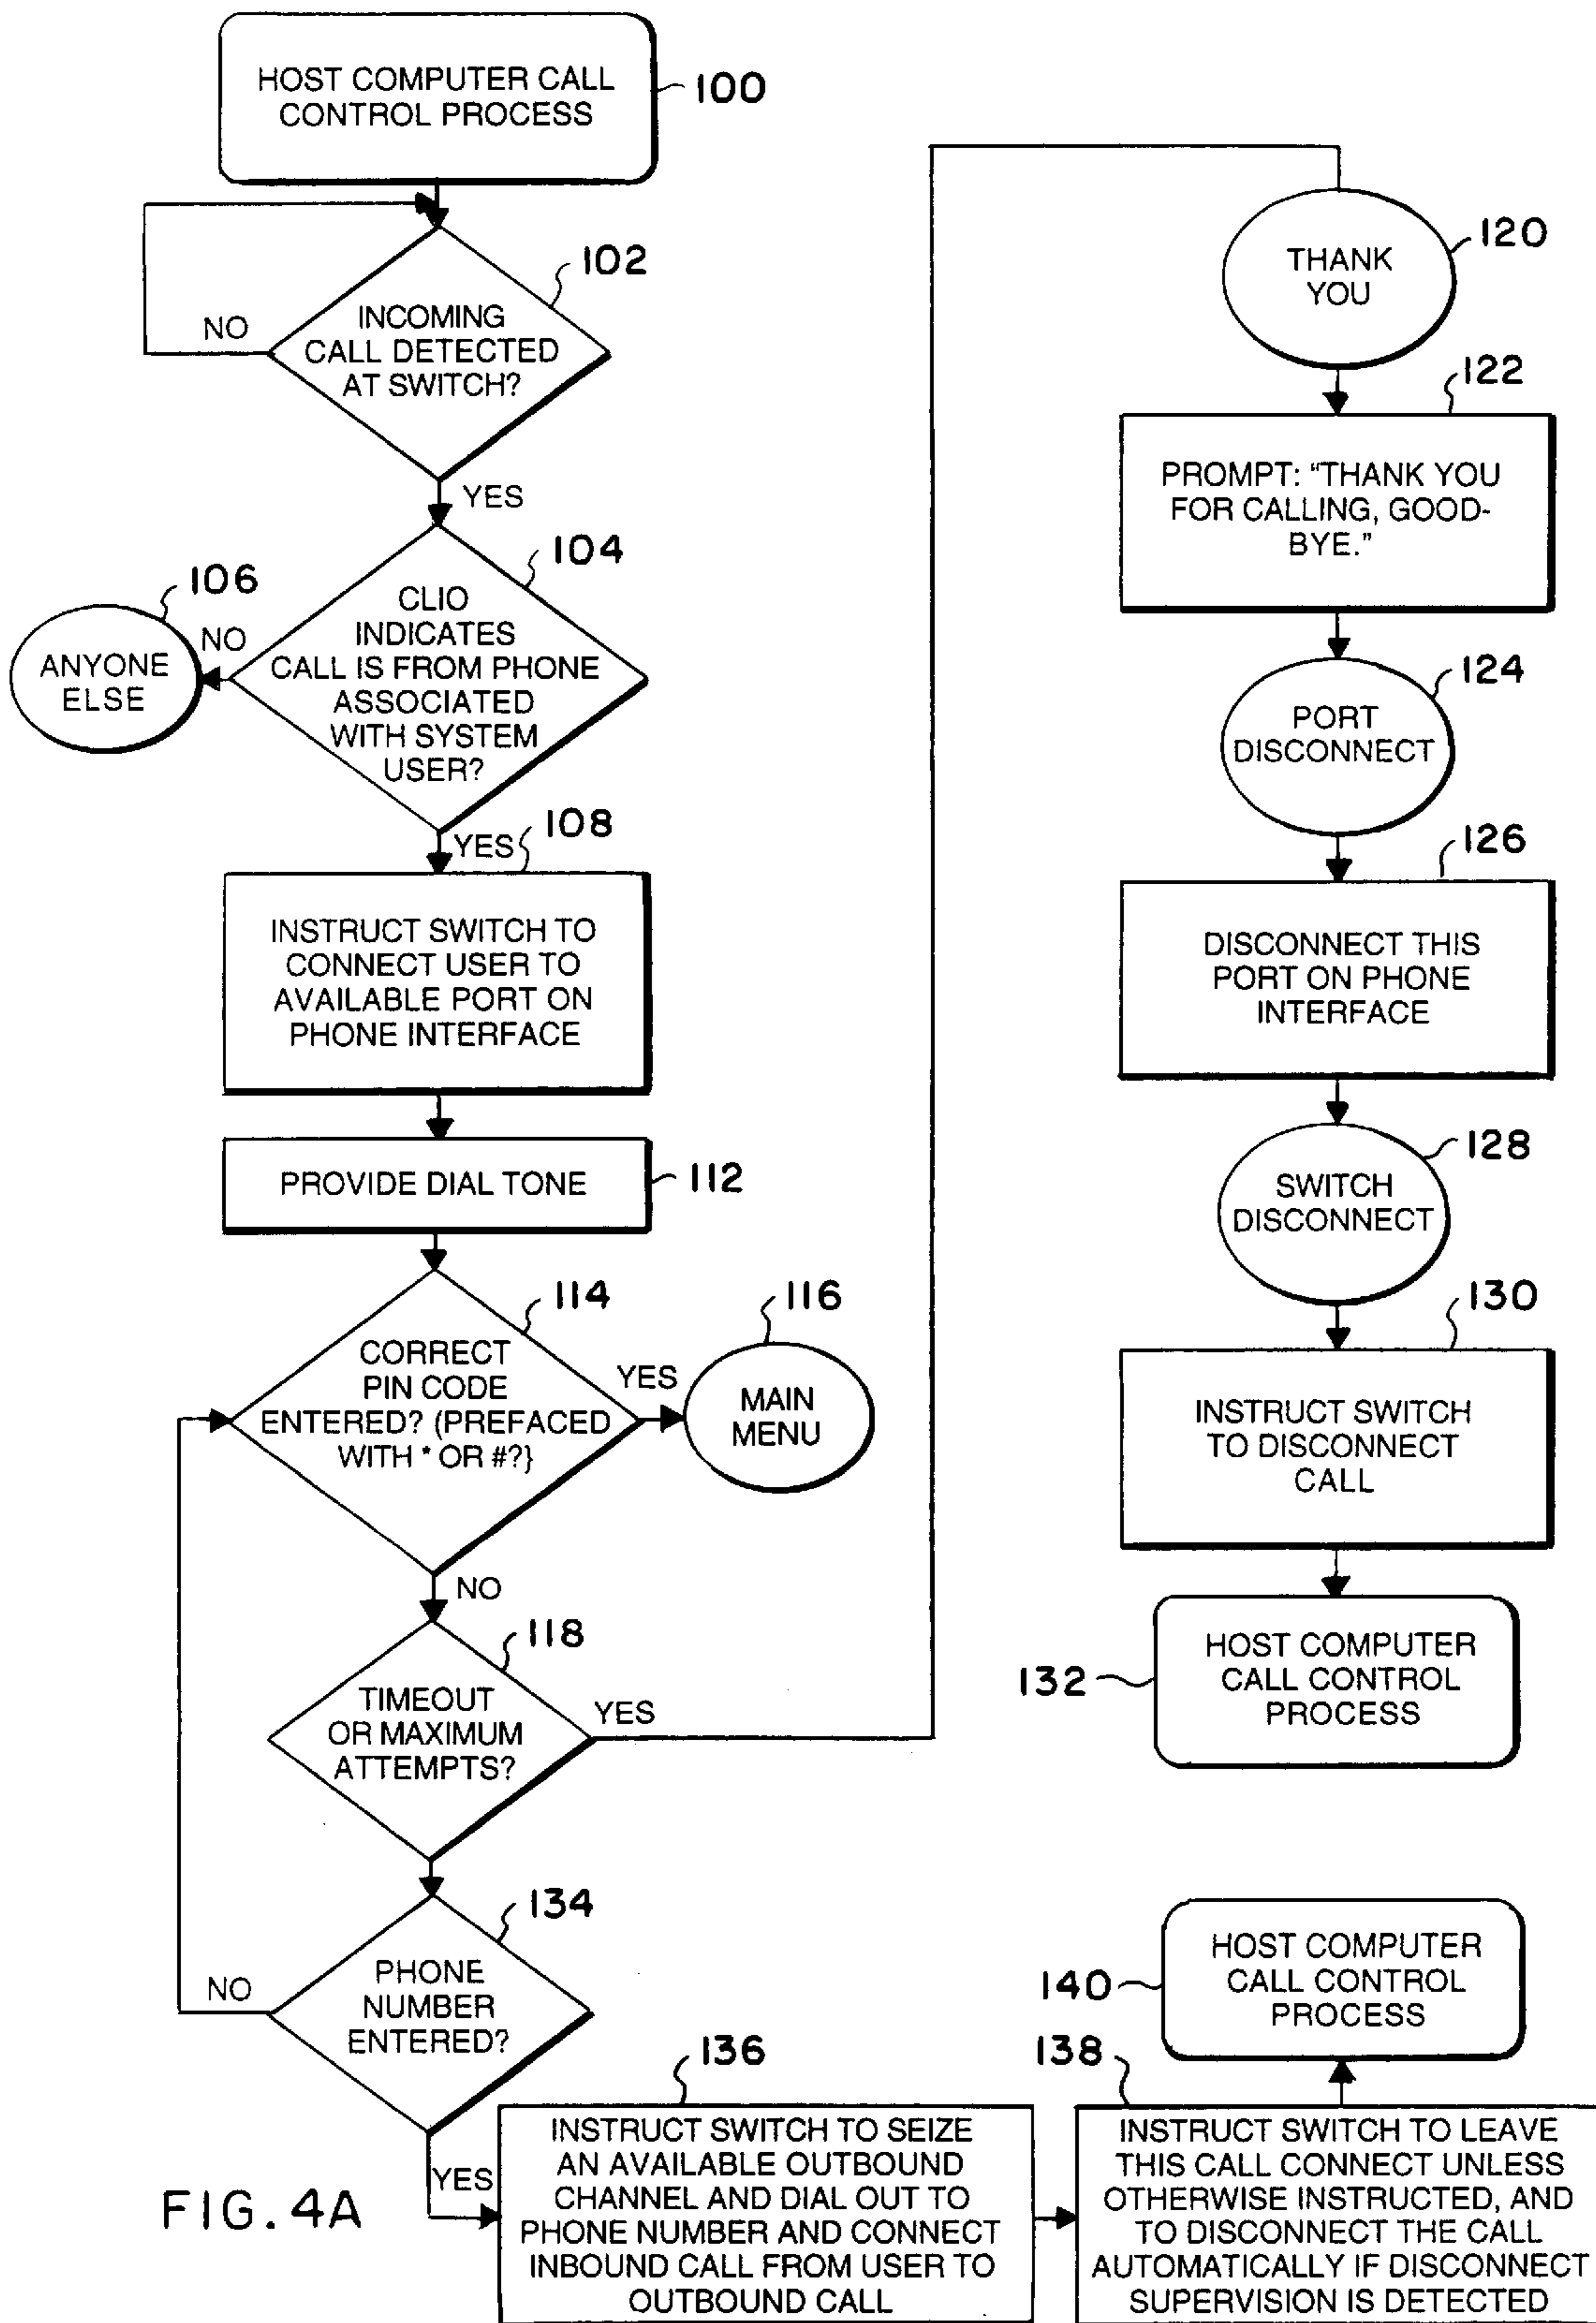 HOST COMPUTER CALL
CONTROL PROCESS
100
102
INCOMING
CALL DETECTED
AT SWITCH?
NO
YES
104
CLIO
INDICATES
CALL IS FROM PHONE
ASSOCIATED
WITH SYSTEM
USER?
106
NO
ANYONE
ELSE
YES
108
INSTRUCT SWITCH TO
CONNECT USER TO
AVAILABLE PORT ON
PHONE INTERFACE
PROVIDE DIAL TONE
112
114
CORRECT
PIN CODE
ENTERED? (PREFACED
WITH * OR #?}
YES
116
MAIN
MENU
NO
118
TIMEOUT
OR MAXIMUM
ATTEMPTS?
YES
134
PHONE
NUMBER
ENTERED?
NO
YES
136
INSTRUCT SWITCH TO SEIZE
AN AVAILABLE OUTBOUND
CHANNEL AND DIAL OUT TO
PHONE NUMBER AND CONNECT
INBOUND CALL FROM USER TO
OUTBOUND CALL
138
INSTRUCT SWITCH TO LEAVE
THIS CALL CONNECT UNLESS
OTHERWISE INSTRUCTED, AND
TO DISCONNECT THE CALL
AUTOMATICALLY IF DISCONNECT
SUPERVISION IS DETECTED
140
HOST COMPUTER
CALL CONTROL
PROCESS
THANK
YOU
120
122
PROMPT: "THANK YOU
FOR CALLING, GOOD-
BYE."
124
PORT
DISCONNECT
126
DISCONNECT THIS
PORT ON PHONE
INTERFACE
128
SWITCH
DISCONNECT
130
INSTRUCT SWITCH
TO DISCONNECT
CALL
132
HOST COMPUTER
CALL CONTROL
PROCESS
FIG. 4A